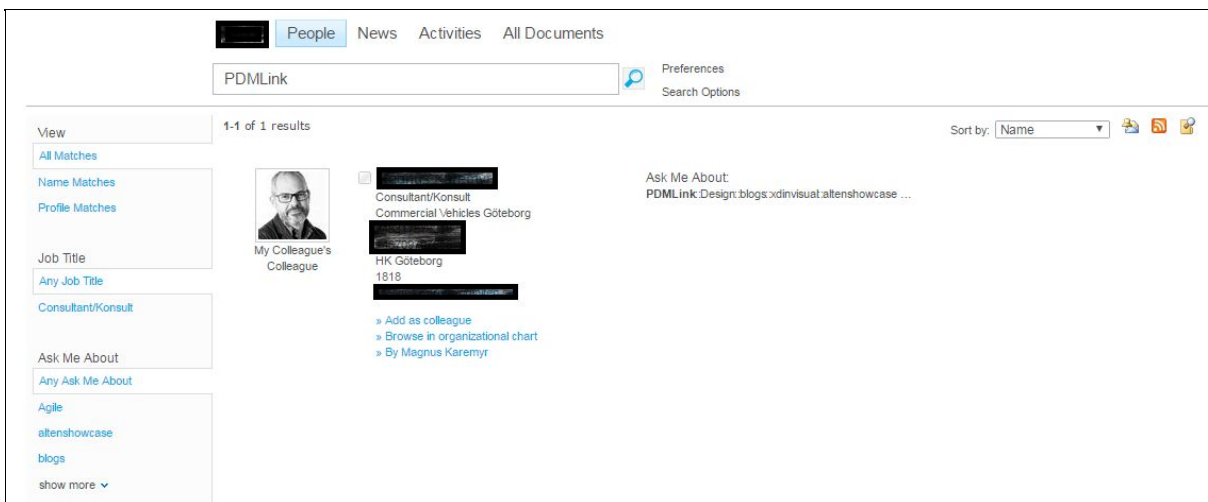 People News Activities All Documents
PDMLink
Preferences
Search Options
View
All Matches
Name Matches
Profile Matches
Job Title
Any Job Title
Consultant/Konsult
Ask Me About
Any Ask Me About
Agile
altenshowcase
blogs
show more
1-1 of 1 results
Sort by: Name
My Colleague's
Colleague
Consultant/Konsult
Commercial Vehicles Göteborg
HK Göteborg
1818
» Add as colleague
» Browse in organizational chart
» By Magnus Karemyr
Ask Me About:
PDMLink::Design::blogs::xdinvisual:altenshowcase ...